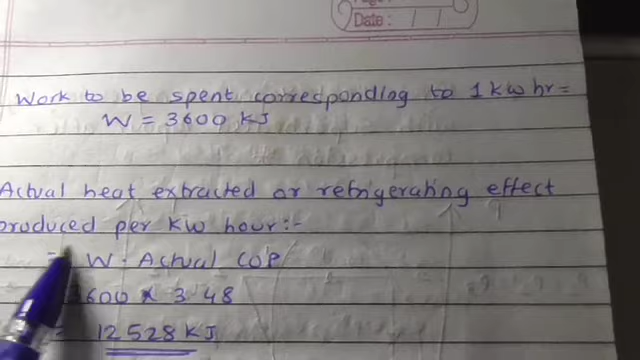 Date : / /
Work to be spent corresponding to 1 kw hr =
W = 3600 KJ
Actual heat extracted or refrigerating effect
produced per kw hour:-
= W. Actual COP
3600 × 3.48
= 12528 KJ